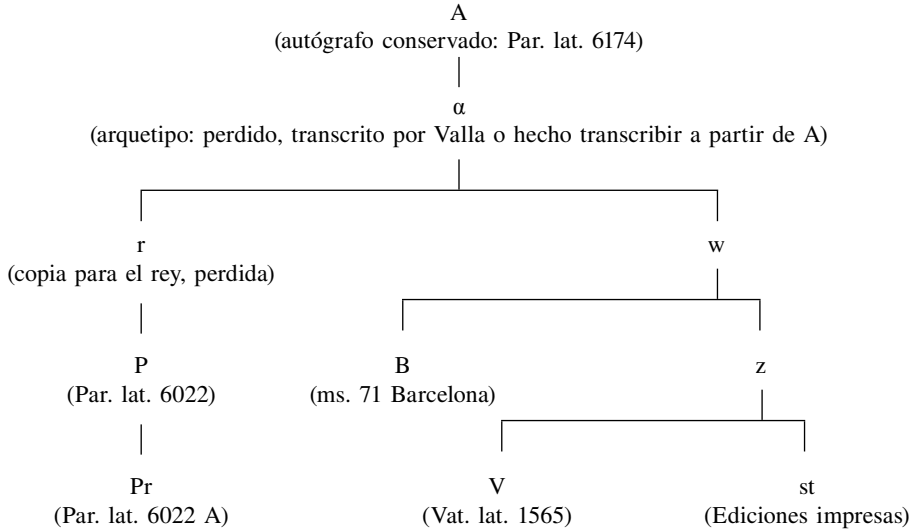 A
(autógrafo conservado: Par. lat. 6174)
α
(arquetipo: perdido, transcrito por Valla o hecho transcribir a partir de A)
r
(copia para el rey, perdida)
w
P
(Par. lat. 6022)
B
(ms. 71 Barcelona)
z
Pr
(Par. lat. 6022 A)
V
(Vat. lat. 1565)
st
(Ediciones impresas)